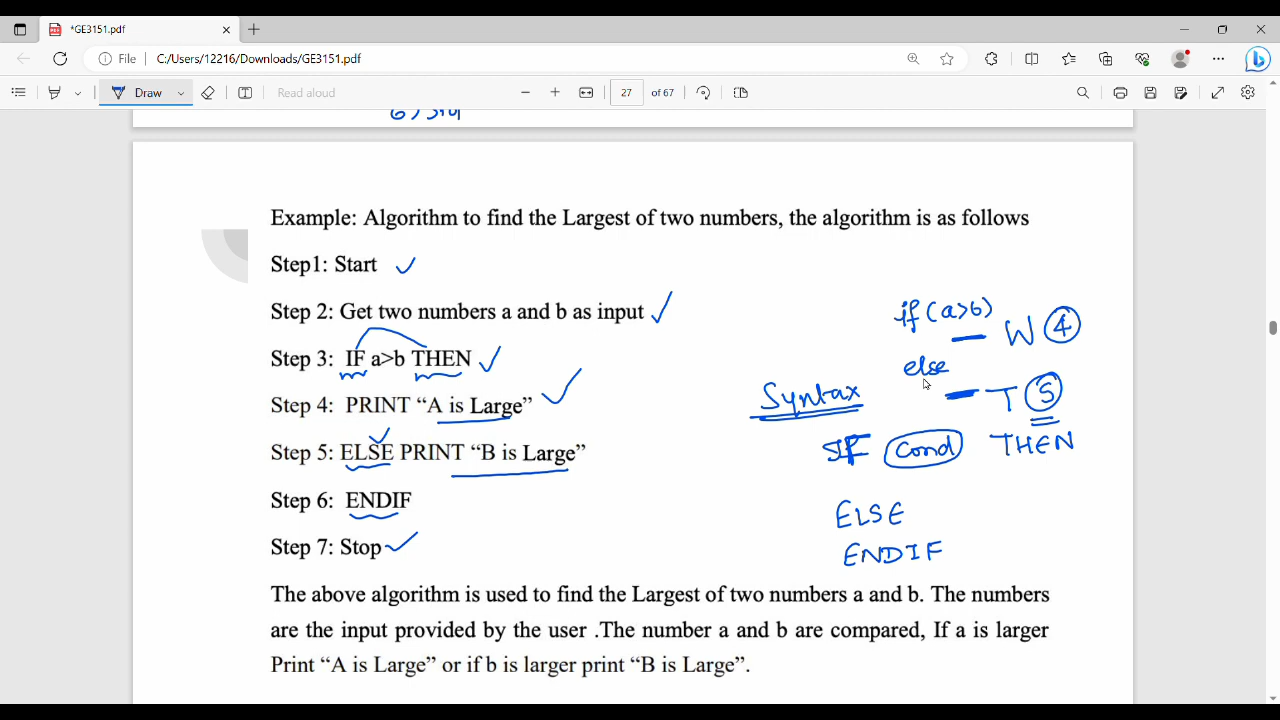 *GE3151.pdf
File C:/Users/12216/Downloads/GE3151.pdf
Draw Read aloud 27 of 67
Example: Algorithm to find the Largest of two numbers, the algorithm is as follows
Step1: Start
Step 2: Get two numbers a and b as input
if (a>b)
W 4
Step 3: IF a>b THEN
else
T 5
Syntax
Step 4: PRINT “A is Large”
IF Cond THEN
Step 5: ELSE PRINT “B is Large”
Step 6: ENDIF
ELSE
ENDIF
Step 7: Stop
The above algorithm is used to find the Largest of two numbers a and b. The numbers
are the input provided by the user .The number a and b are compared, If a is larger
Print “A is Large” or if b is larger print “B is Large”.